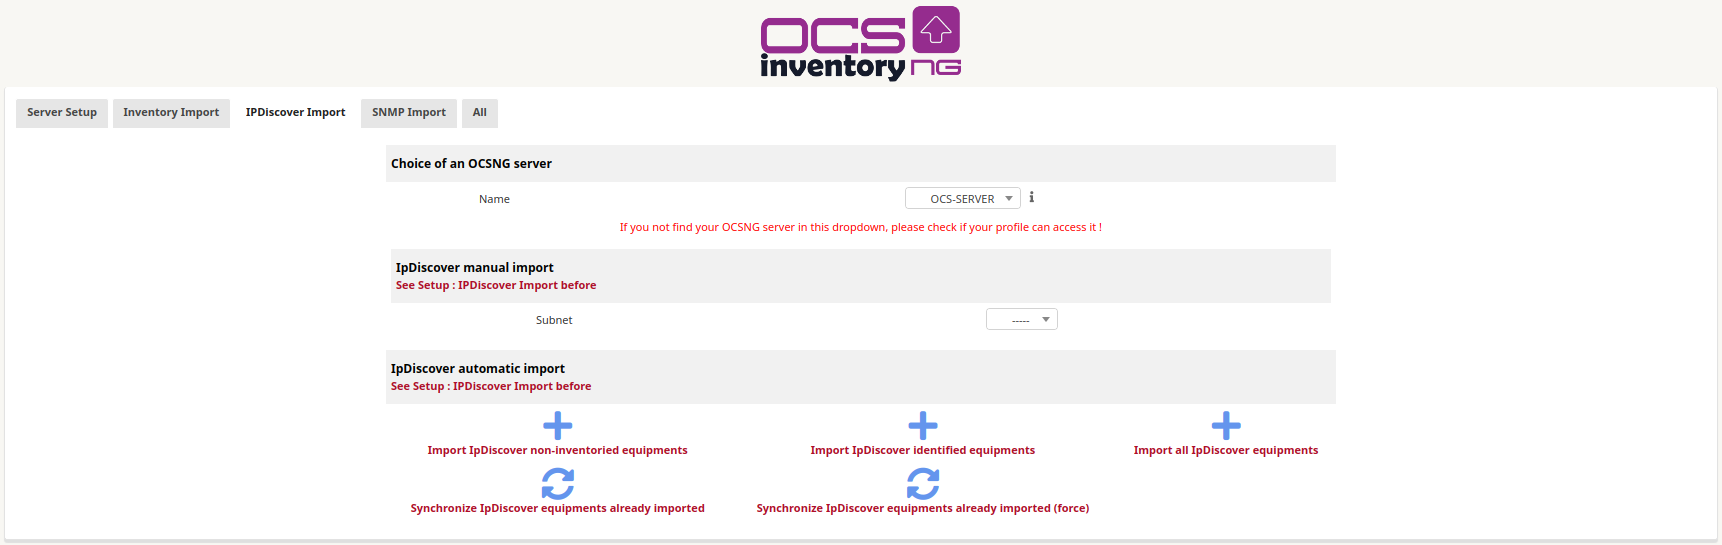 OCS
inventory NG
Server Setup Inventory Import IPDiscover Import SNMP Import All
Choice of an OCSNG server
Name OCS-SERVER
If you not find your OCSNG server in this dropdown, please check if your profile can access it !
IpDiscover manual import
See Setup : IPDiscover Import before
Subnet -----
IpDiscover automatic import
See Setup : IPDiscover Import before
Import IpDiscover non-inventoried equipments Import IpDiscover identified equipments Import all IpDiscover equipments
Synchronize IpDiscover equipments already imported Synchronize IpDiscover equipments already imported (force)